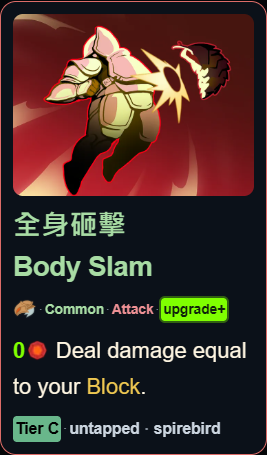 全身砸擊
Body Slam
· Common · Attack · upgrade+
0 Deal damage equal
to your Block.
Tier C · untapped · spirebird